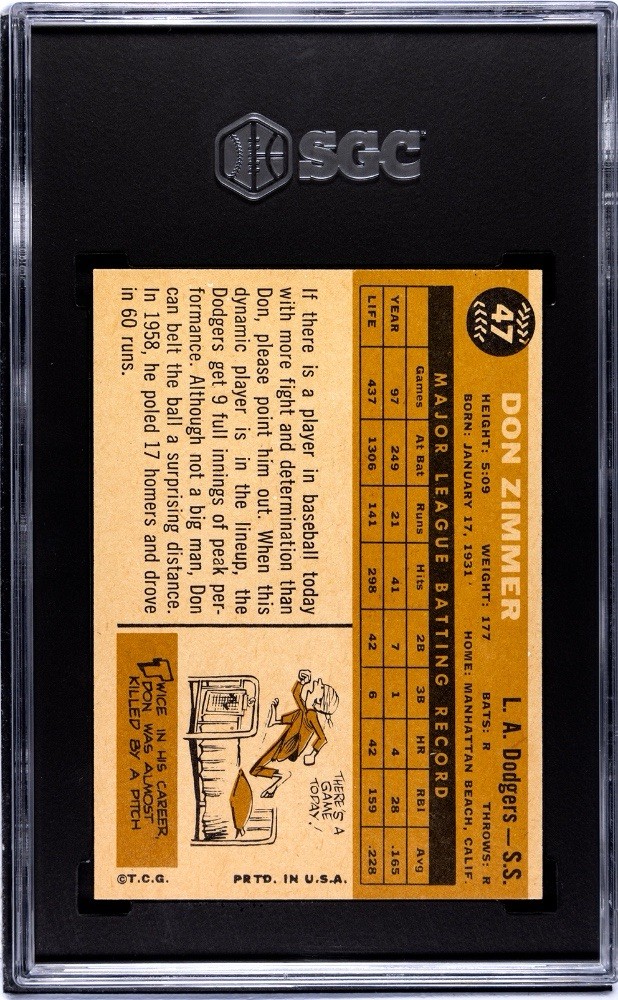 SGC
47
DON ZIMMER
L. A. Dodgers—S.S.
HEIGHT: 5:09 WEIGHT: 177 BATS: R THROWS: R
BORN: JANUARY 17, 1931 HOME: MANHATTAN BEACH, CALIF.
MAJOR LEAGUE BATTING RECORD
Games At Bat Runs Hits 2B 3B HR RBI Avg
YEAR 97 249 21 41 7 1 4 28 .165
LIFE 437 1306 141 298 42 6 42 159 .228
If there is a player in baseball today
with more fight and determination than
Don, please point him out. When this
dynamic player is in the lineup, the
Dodgers get 9 full innings of peak per-
formance. Although not a big man, Don
can belt the ball a surprising distance.
In 1958, he poled 17 homers and drove
in 60 runs.
THERE'S A
GAME
TODAY!
TWICE IN HIS CAREER,
DON WAS ALMOST
KILLED BY A PITCH
©T.C.G. PRTD. IN U.S.A.